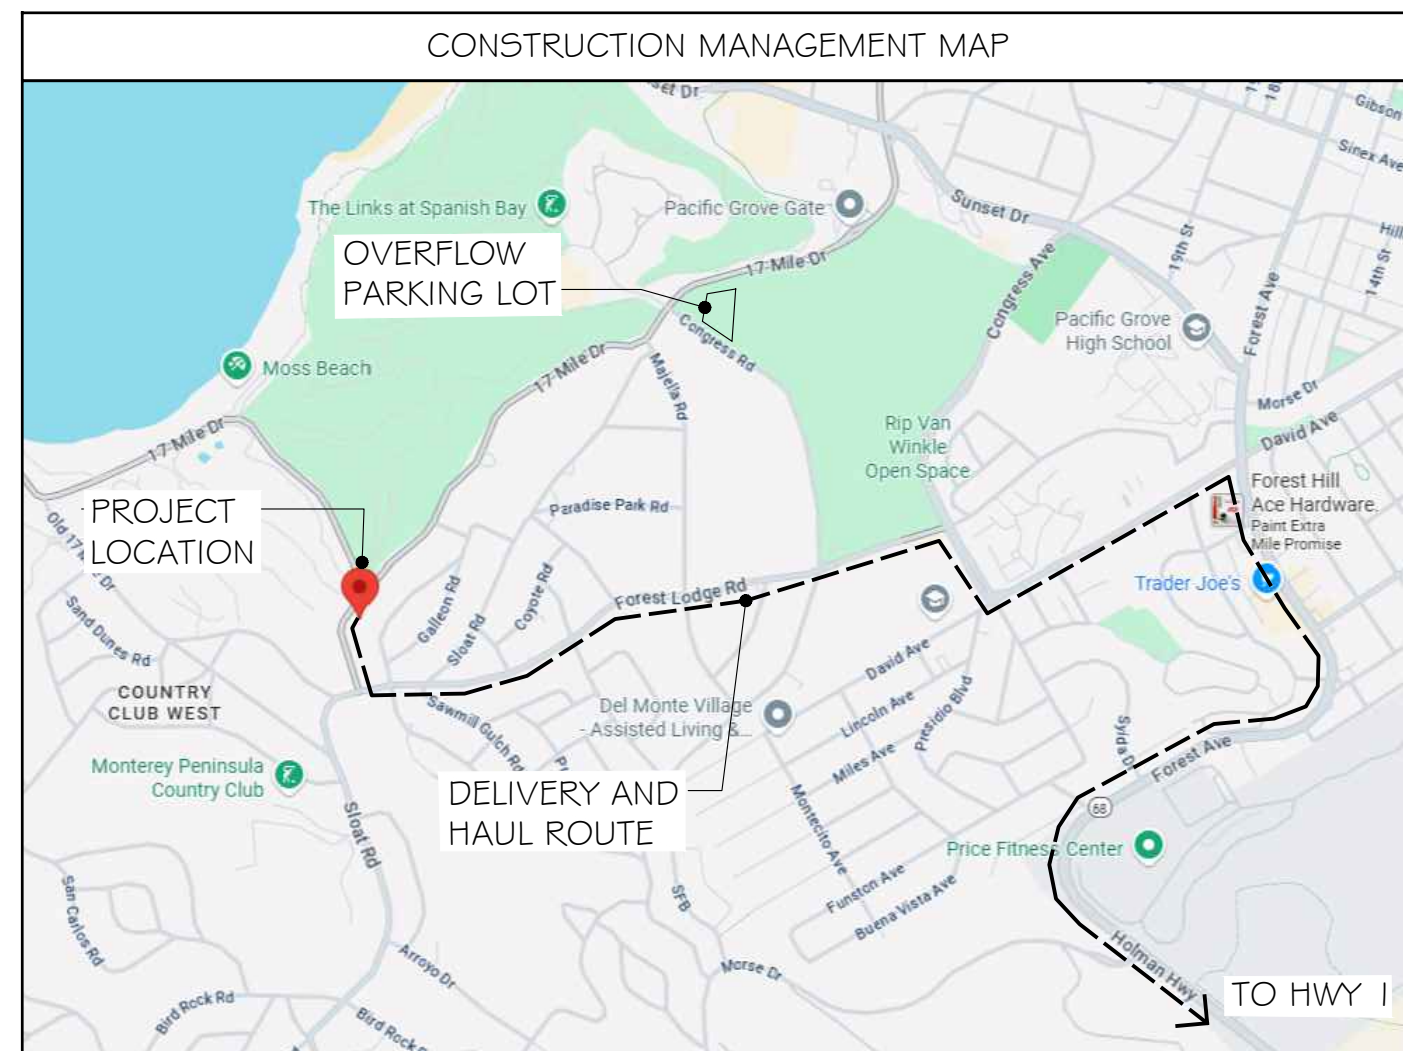 CONSTRUCTION MANAGEMENT MAP
set Dr
Gibson
Sinex Ave
The Links at Spanish Bay
Pacific Grove Gate
Sunset Dr
OVERFLOW
PARKING LOT
17 Mile Dr
Congress Ave
19th St
Hill
14th St
Forest Ave
Pacific Grove
High School
Congress Rd
Moss Beach
17 Mile Dr
Majella Rd
Morse Dr
David Ave
17 Mile Dr
Rip Van
Winkle
Open Space
Forest Hill
Ace Hardware.
Paint Extra
Mile Promise
PROJECT
LOCATION
Paradise Park Rd
Old 17
Dr
Trader Joe's
Galleon Rd
Sloat Rd
Coyote Rd
Forest Lodge Rd
Sand Dunes Rd
COUNTRY
CLUB WEST
David Ave
Lincoln Ave
Miles Ave
Presidio Blvd
Sawmill Gulch Rd
Del Monte Village
- Assisted Living &...
Sylda D
Forest Ave
Monterey Peninsula
Country Club
DELIVERY AND
HAUL ROUTE
68
Sloat Rd
Montecito Ave
Price Fitness Center
Funston Ave
Buena Vista Ave
San Carlos Rd
SFB
Arroyo Dr
Morse Dr
Holman Hwy
TO HWY 1
Bird Rock Rd
Bird Rock R